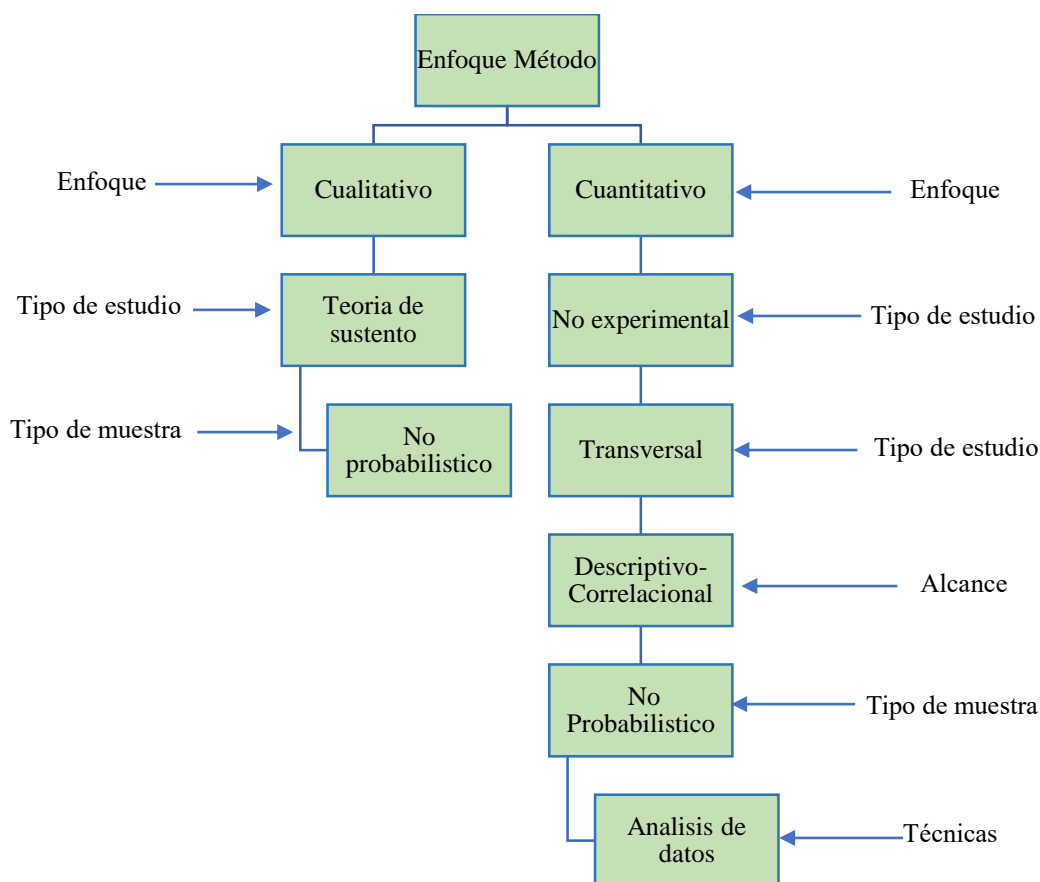 Enfoque Método
Enfoque
Cualitativo
Cuantitativo
Enfoque
Tipo de estudio
Teoria de
sustento
No experimental
Tipo de estudio
Tipo de muestra
No
probabilistico
Transversal
Tipo de estudio
Descriptivo-
Correlacional
Alcance
No
Probabilistico
Tipo de muestra
Analisis de
datos
Técnicas